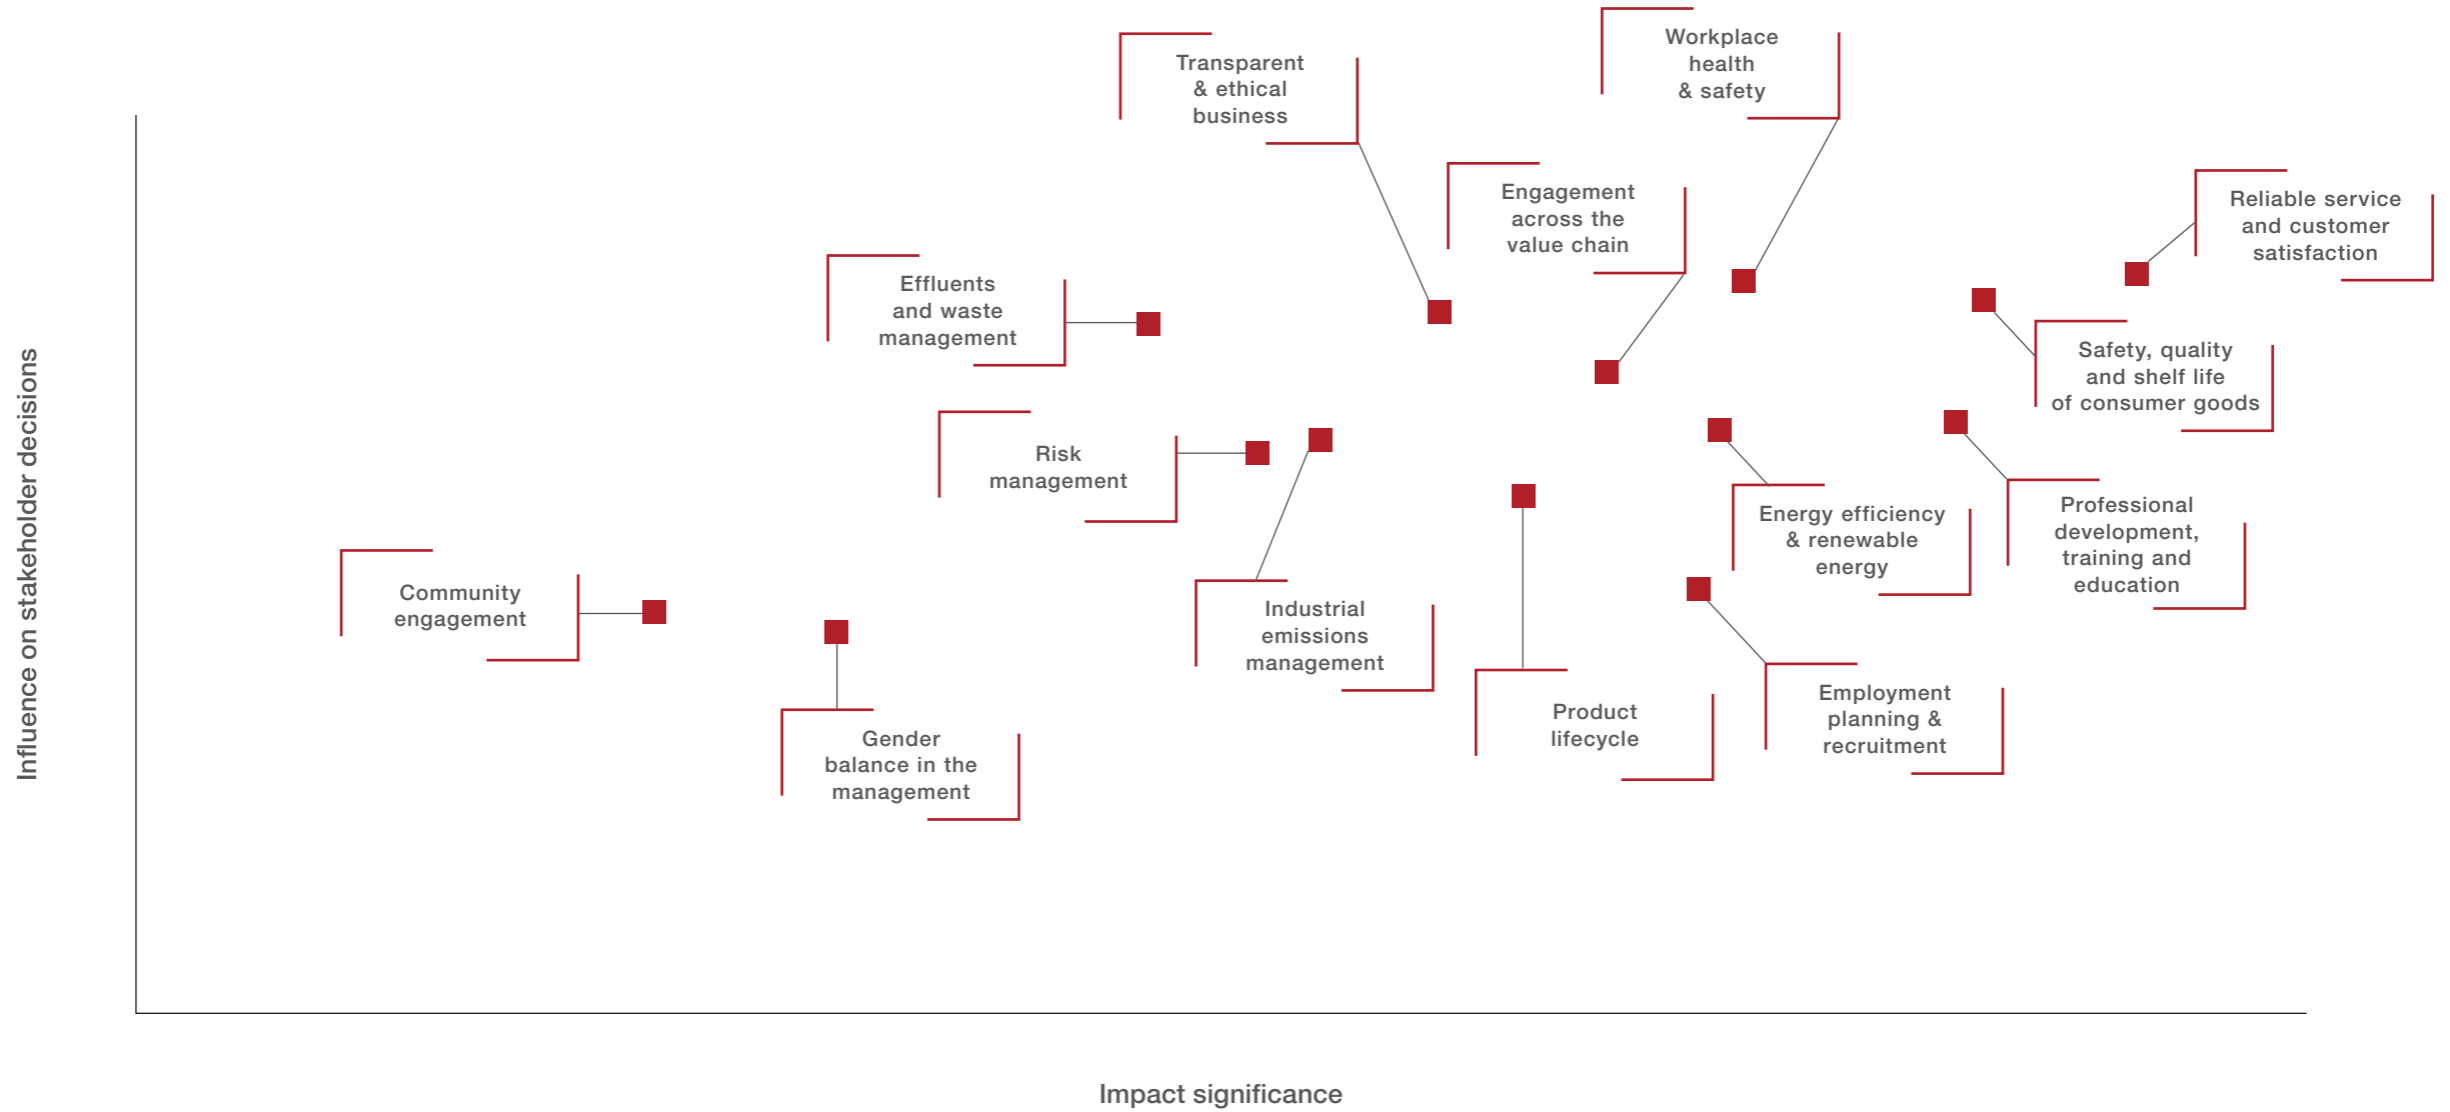 Workplace
health
& safety
Transparent
& ethical
business
Engagement
across the
value chain
Reliable service
and customer
satisfaction
Effluents
and waste
management
Safety, quality
and shelf life
of consumer goods
Risk
management
Energy efficiency
& renewable
energy
Professional
development,
training and
education
Community
engagement
Industrial
emissions
management
Product
lifecycle
Employment
planning &
recruitment
Gender
balance in the
management
Influence on stakeholder decisions
Impact significance